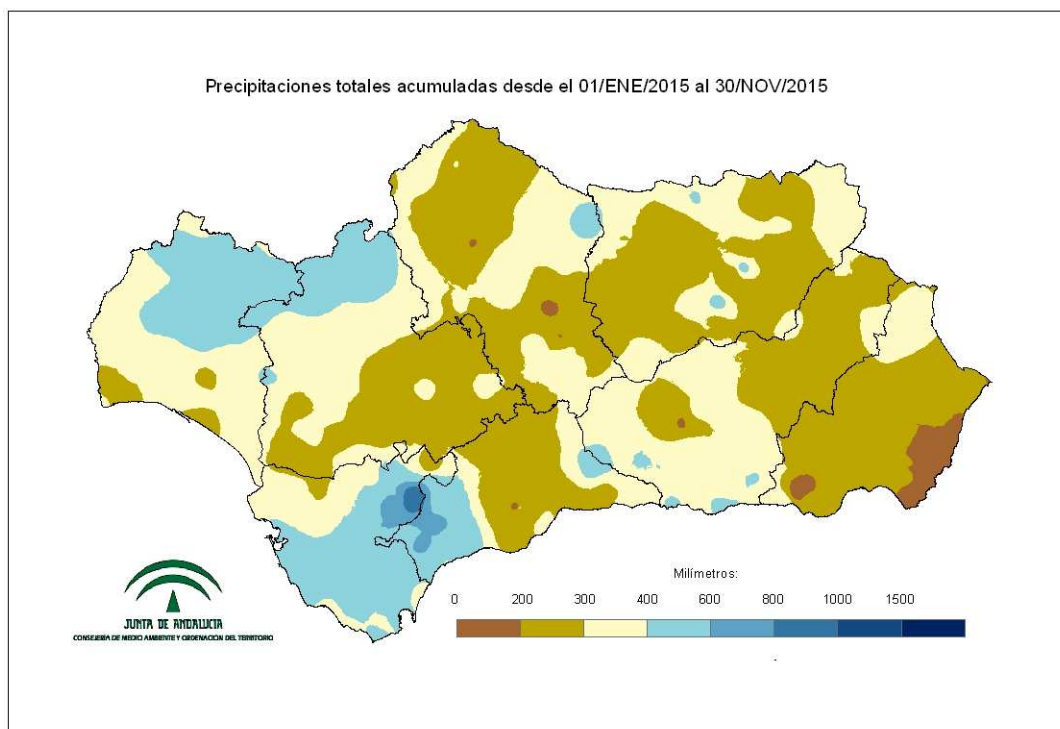 Precipitaciones totales acumuladas desde el 01/ENE/2015 al 30/NOV/2015
Milímetros:
0 200 300 400 600 800 1000 1500
JUNTA DE ANDALUCIA
CONSEJERÍA DE MEDIO AMBIENTE Y ORDENACIÓN DEL TERRITORIO